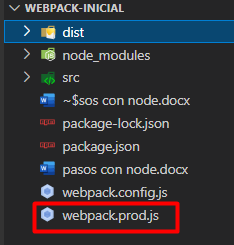 WEBPACK-INICIAL
dist
node_modules
src
~$sos con node.docx
package-lock.json
package.json
pasos con node.docx
webpack.config.js
webpack.prod.js